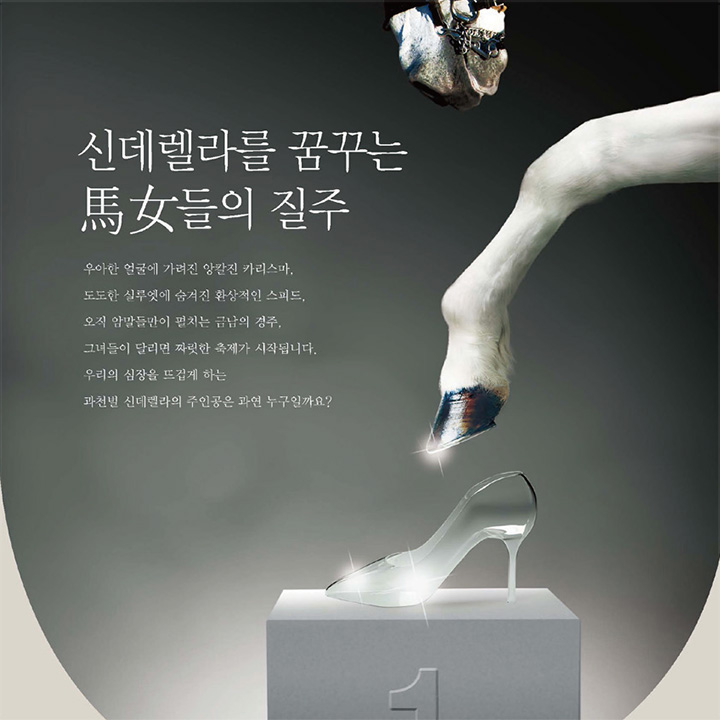 신데렐라를 꿈꾸는
馬女들의 질주
우아한 얼굴에 가려진 앙칼진 카리스마,
도도한 실루엣에 숨겨진 환상적인 스피드,
오직 암말들만이 펼치는 금남의 경주,
그녀들이 달리면 짜릿한 축제가 시작됩니다.
우리의 심장을 뜨겁게 하는
과천벌 신데렐라의 주인공은 과연 누구일까요?
1